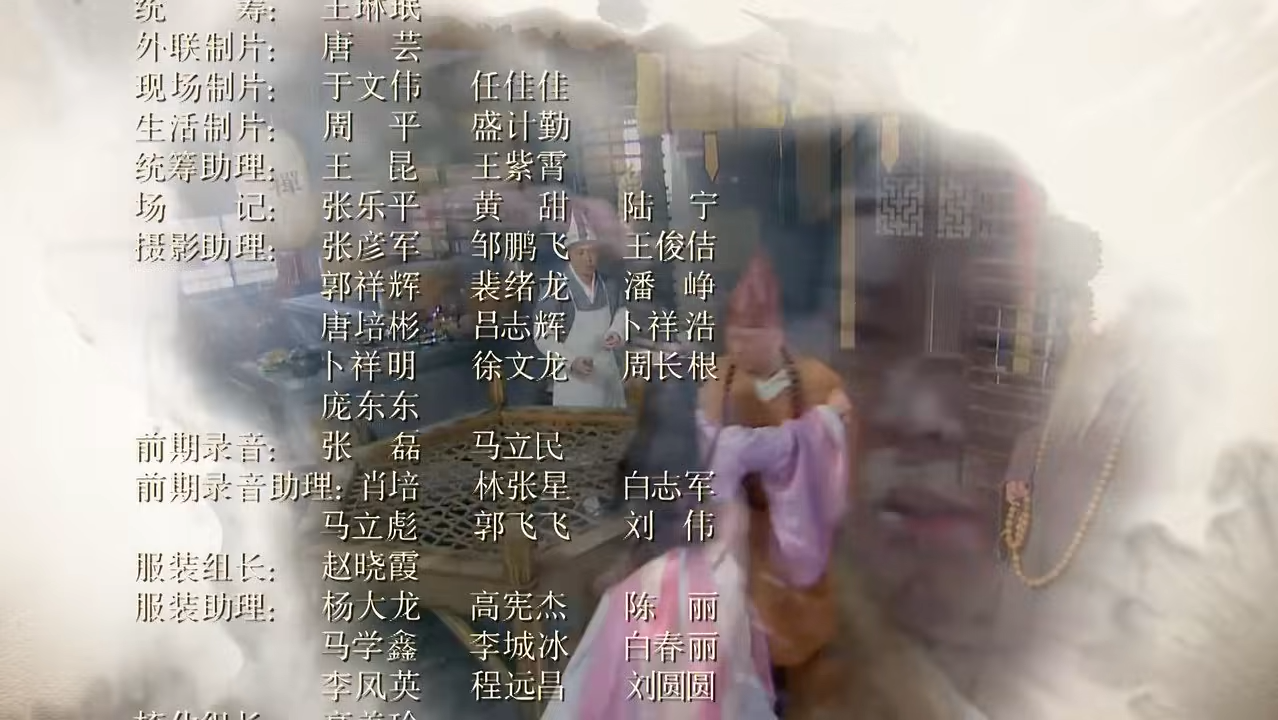 统　　筹： 王琳珉
外联制片： 唐　芸
现场制片： 于文伟 任佳佳
生活制片： 周　平 盛计勤
统筹助理： 王　昆 王紫霄
场　　记： 张乐平 黄　甜 陆　宁
摄影助理： 张彦军 邹鹏飞 王俊佶
郭祥辉 裴绪龙 潘　峥
唐培彬 吕志辉 卜祥浩
卜祥明 徐文龙 周长根
庞东东
前期录音： 张　磊 马立民
前期录音助理： 肖培 林张星 白志军
马立彪 郭飞飞 刘　伟
服装组长： 赵晓霞
服装助理： 杨大龙 高宪杰 陈　丽
马学鑫 李城冰 白春丽
李凤英 程远昌 刘圆圆
禪